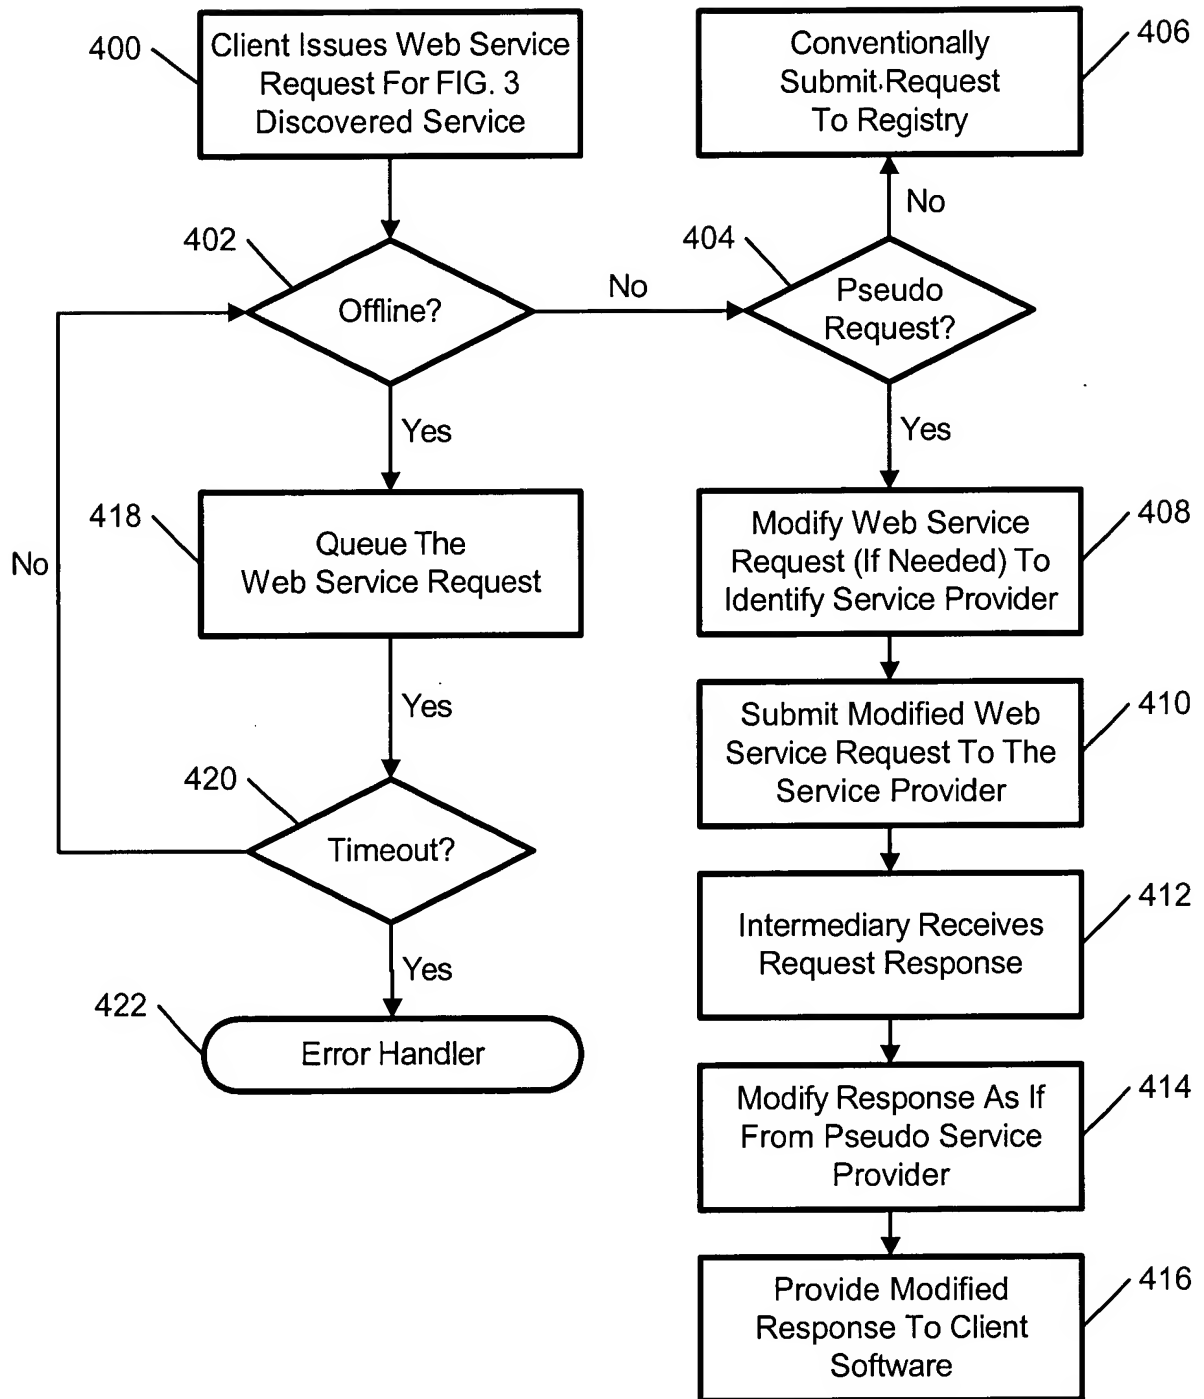 400
Client Issues Web Service
Request For FIG. 3
Discovered Service
402
Offline?
No
Yes
418
Queue The
Web Service Request
Yes
420
Timeout?
No
Yes
422
Error Handler
406
Conventionally
Submit Request
To Registry
No
404
Pseudo
Request?
Yes
408
Modify Web Service
Request (If Needed) To
Identify Service Provider
410
Submit Modified Web
Service Request To The
Service Provider
412
Intermediary Receives
Request Response
414
Modify Response As If
From Pseudo Service
Provider
416
Provide Modified
Response To Client
Software